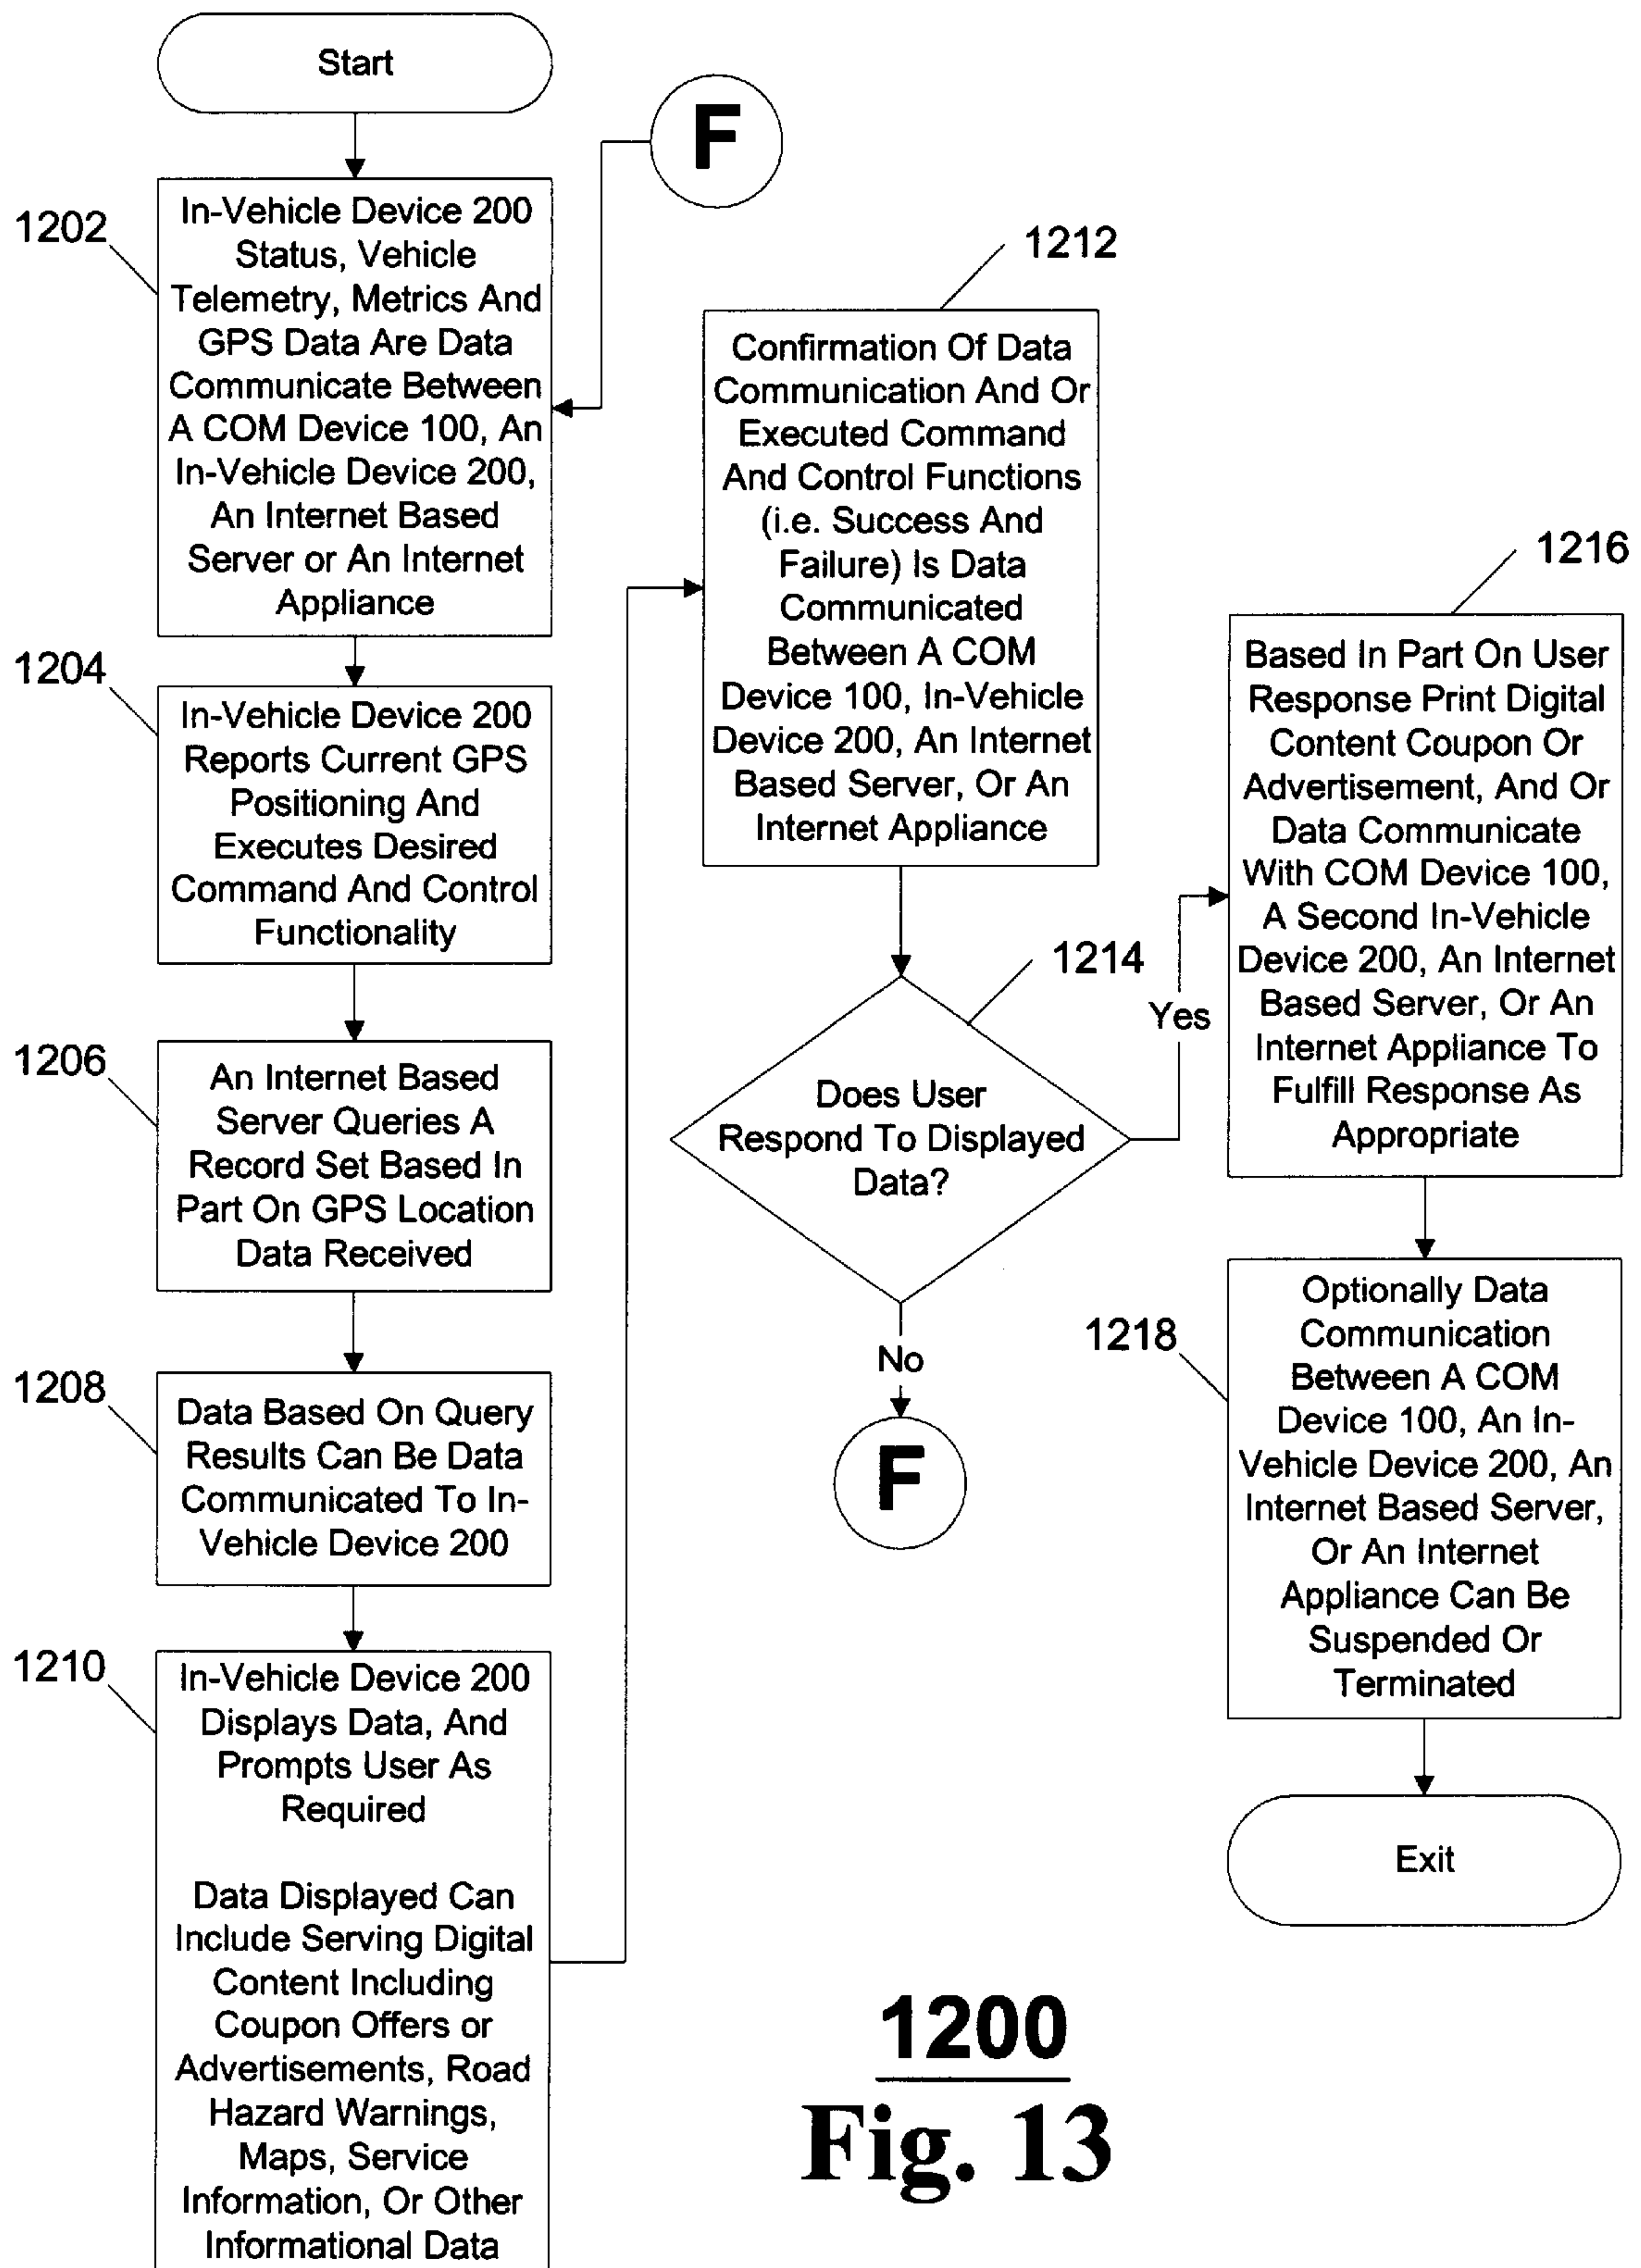 Start
F
1202
In-Vehicle Device 200
Status, Vehicle
Telemetry, Metrics And
GPS Data Are Data
Communicate Between
A COM Device 100, An
In-Vehicle Device 200,
An Internet Based
Server or An Internet
Appliance
1204
In-Vehicle Device 200
Reports Current GPS
Positioning And
Executes Desired
Command And Control
Functionality
1206
An Internet Based
Server Queries A
Record Set Based In
Part On GPS Location
Data Received
1208
Data Based On Query
Results Can Be Data
Communicated To In-
Vehicle Device 200
1210
In-Vehicle Device 200
Displays Data, And
Prompts User As
Required
Data Displayed Can
Include Serving Digital
Content Including
Coupon Offers or
Advertisements, Road
Hazard Warnings,
Maps, Service
Information, Or Other
Informational Data
1212
Confirmation Of Data
Communication And Or
Executed Command
And Control Functions
(i.e. Success And
Failure) Is Data
Communicated
Between A COM
Device 100, In-Vehicle
Device 200, An Internet
Based Server, Or An
Internet Appliance
1214
Does User
Respond To Displayed
Data?
Yes
No
F
1216
Based In Part On User
Response Print Digital
Content Coupon Or
Advertisement, And Or
Data Communicate
With COM Device 100,
A Second In-Vehicle
Device 200, An Internet
Based Server, Or An
Internet Appliance To
Fulfill Response As
Appropriate
1218
Optionally Data
Communication
Between A COM
Device 100, An In-
Vehicle Device 200, An
Internet Based Server,
Or An Internet
Appliance Can Be
Suspended Or
Terminated
Exit
1200
Fig. 13